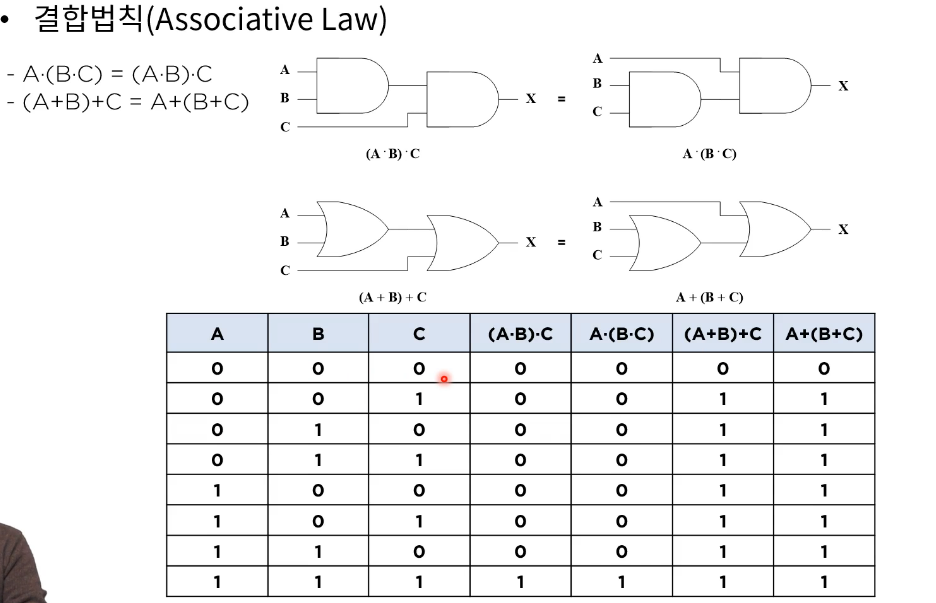 • 결합법칙(Associative Law)
- A·(B·C) = (A·B)·C
- (A+B)+C = A+(B+C)
A
B
C
X
=
A
B
C
X
(A · B) · C
A · (B · C)
A
B
C
X
=
A
B
C
X
(A + B) + C
A + (B + C)
A B C (A·B)·C A·(B·C) (A+B)+C A+(B+C)
0 0 0 0 0 0 0
0 0 1 0 0 1 1
0 1 0 0 0 1 1
0 1 1 0 0 1 1
1 0 0 0 0 1 1
1 0 1 0 0 1 1
1 1 0 0 0 1 1
1 1 1 1 1 1 1